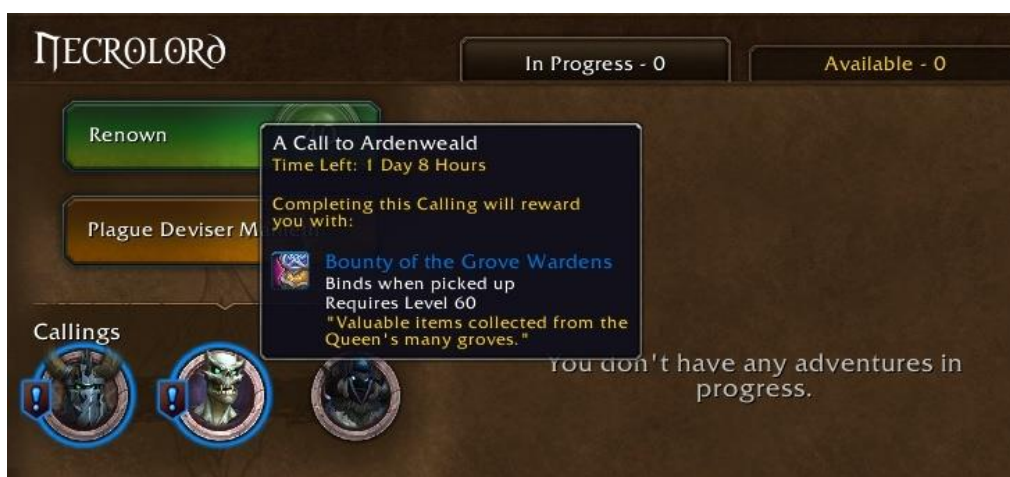 NECROLORD
In Progress - 0
Available - 0
Renown
A Call to Ardenweald
Time Left: 1 Day 8 Hours
Completing this Calling will reward
you with:
Plague Deviser
Bounty of the Grove Wardens
Binds when picked up
Requires Level 60
"Valuable items collected from the
Queen's many groves."
Callings
You don't have any adventures in
progress.